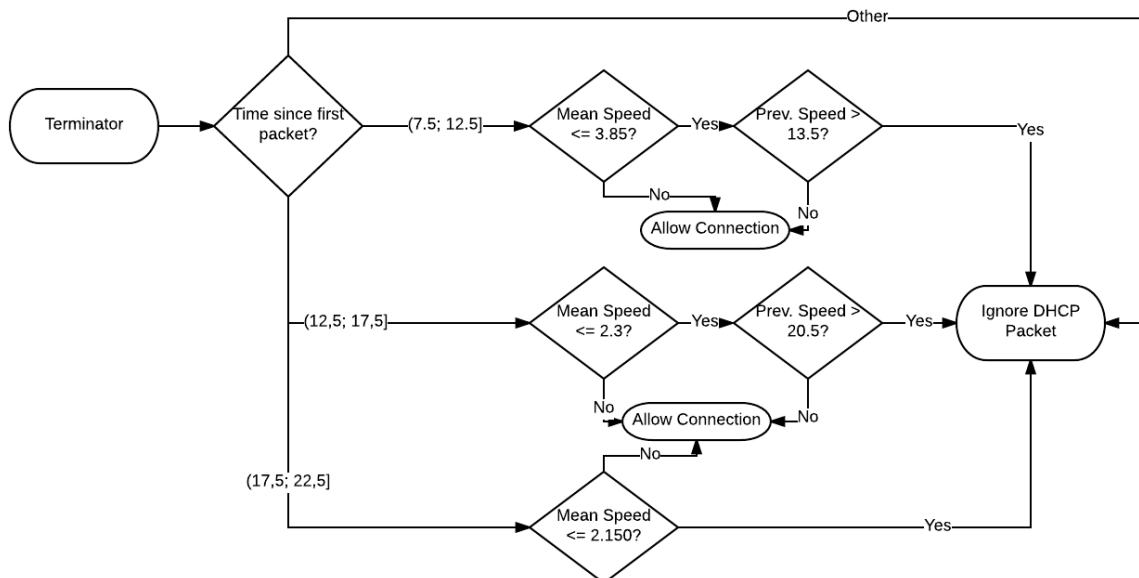 Other
Terminator
Time since first
packet?
(7.5; 12.5]
Mean Speed
<= 3.85?
Yes
Prev. Speed >
13.5?
Yes
No
No
Allow Connection
(12,5; 17,5]
Mean Speed
<= 2.3?
Yes
Prev. Speed >
20.5?
Yes
Ignore DHCP
Packet
No
No
Allow Connection
No
(17,5; 22,5]
Mean Speed
<= 2.150?
Yes